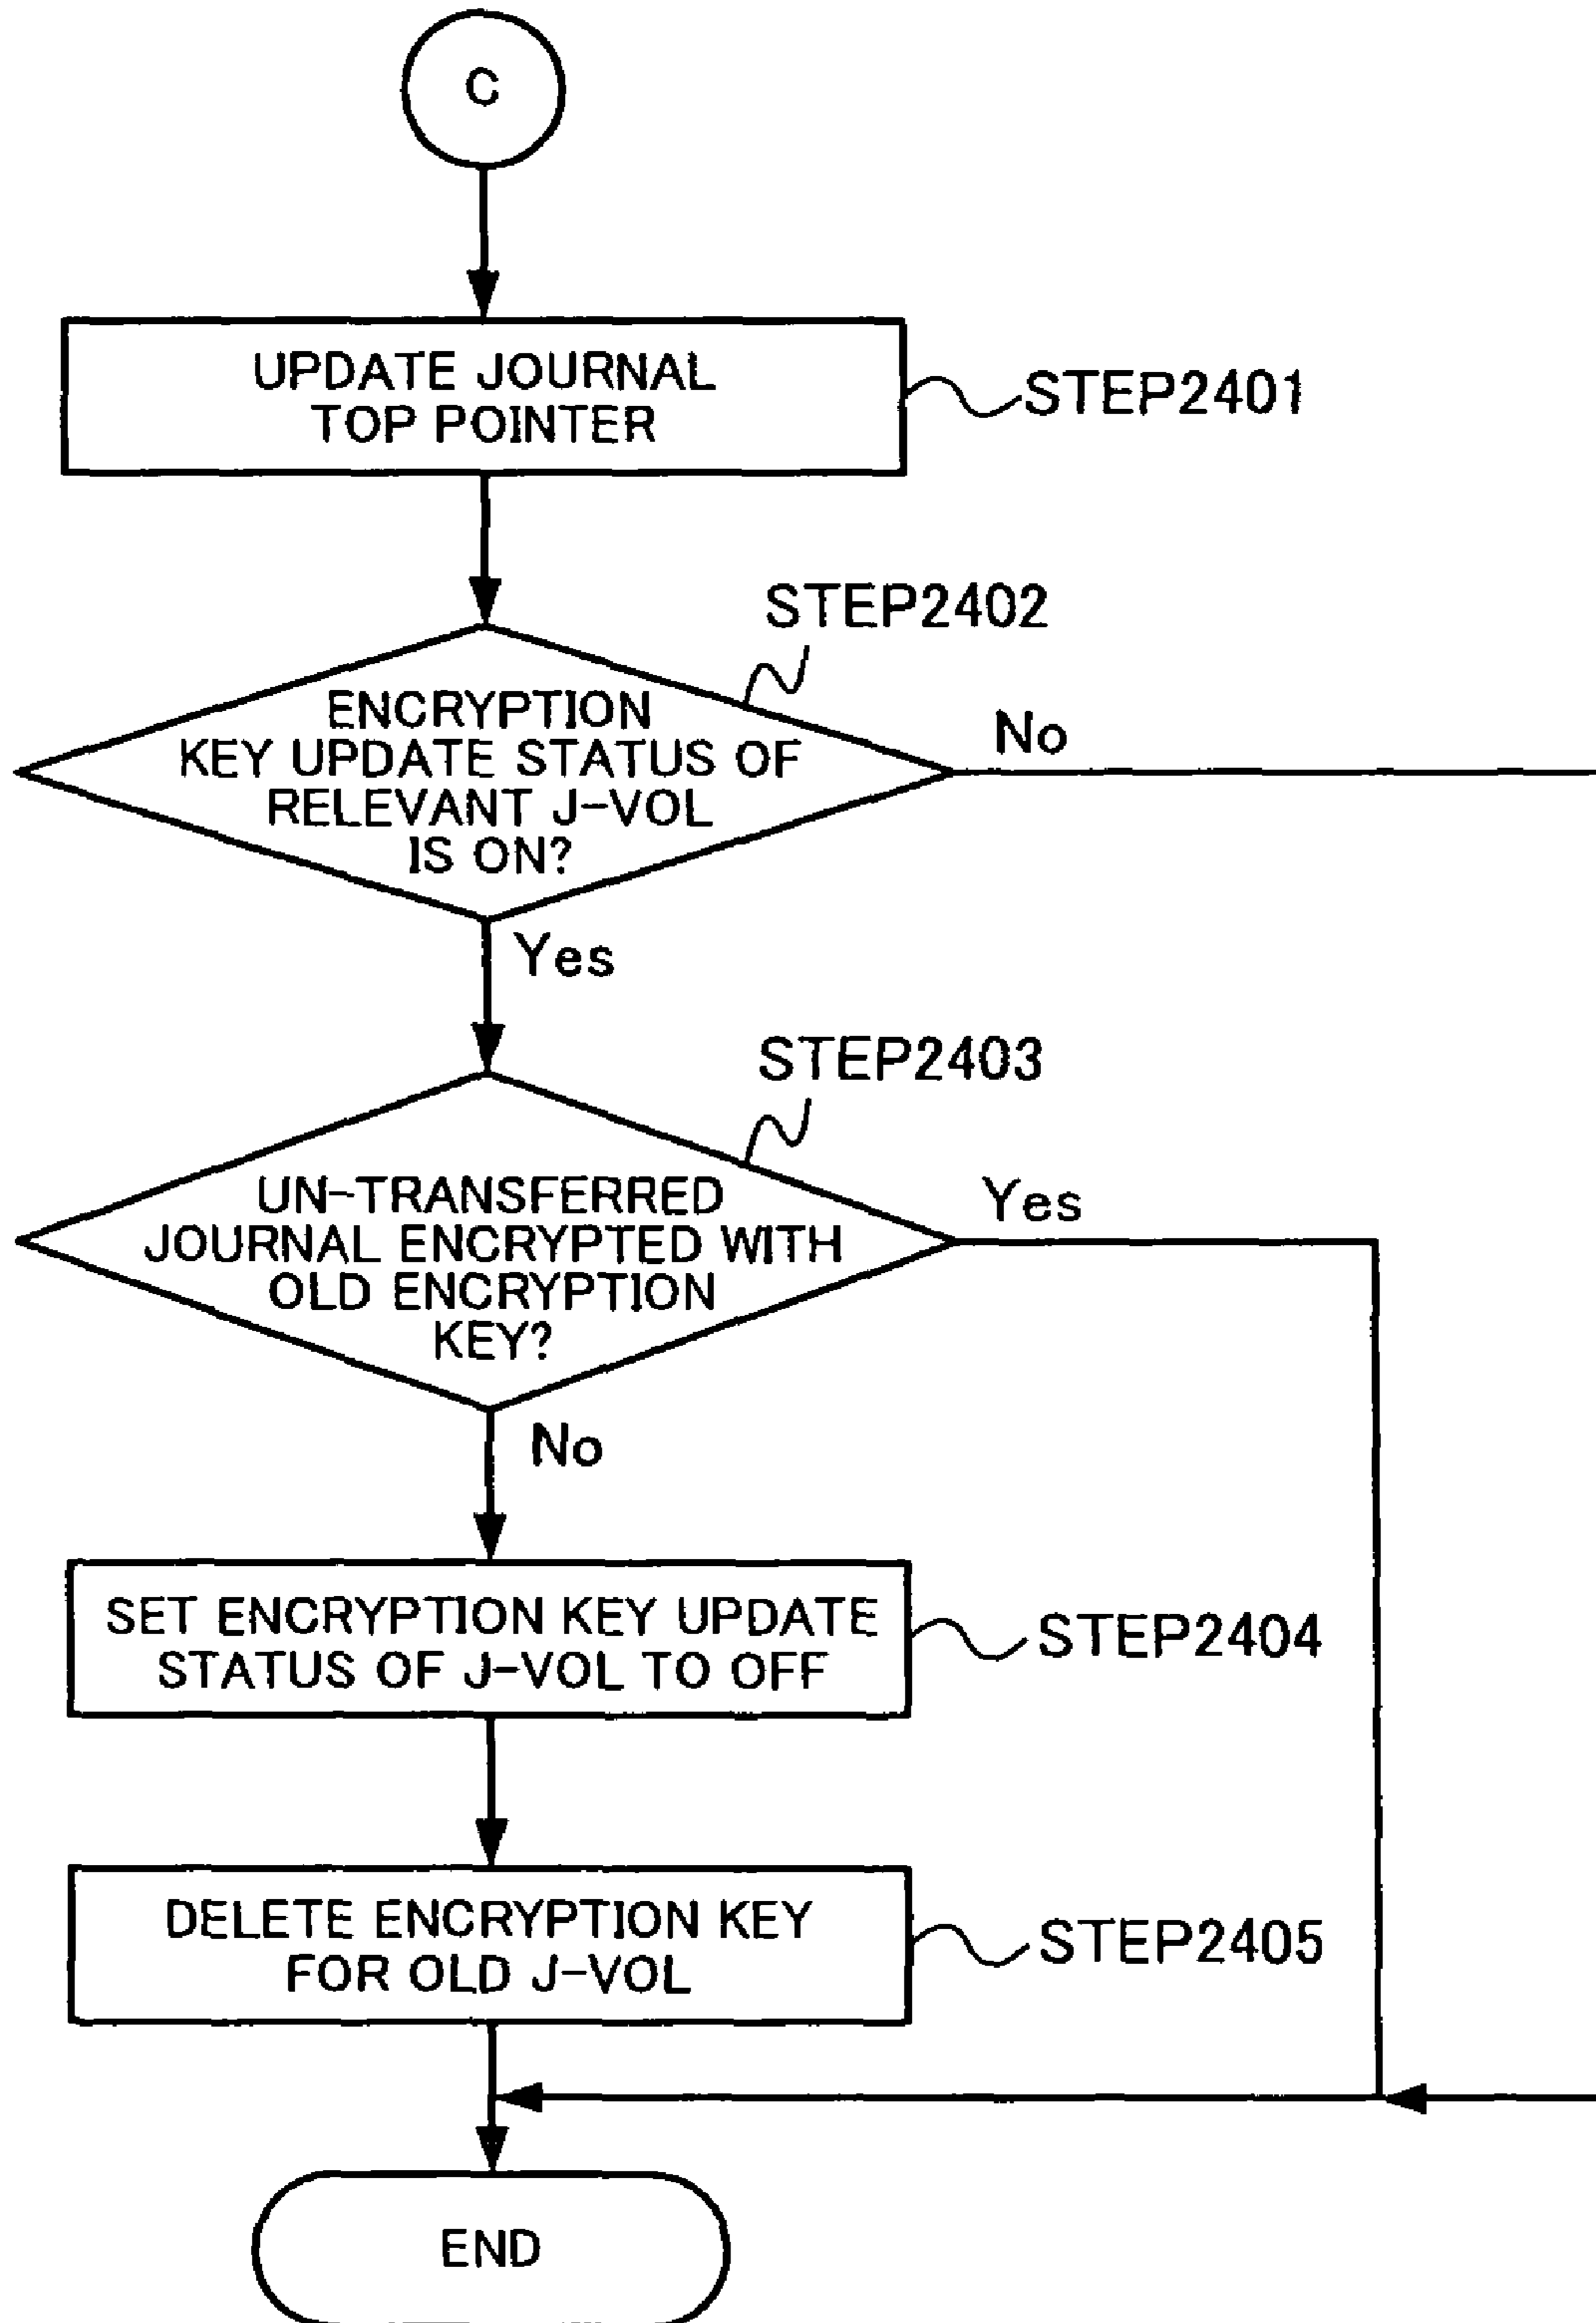 C
UPDATE JOURNAL
TOP POINTER
STEP2401
STEP2402
ENCRYPTION
KEY UPDATE STATUS OF
RELEVANT J-VOL
IS ON?
No
Yes
STEP2403
UN-TRANSFERRED
JOURNAL ENCRYPTED WITH
OLD ENCRYPTION
KEY?
Yes
No
SET ENCRYPTION KEY UPDATE
STATUS OF J-VOL TO OFF
STEP2404
DELETE ENCRYPTION KEY
FOR OLD J-VOL
STEP2405
END